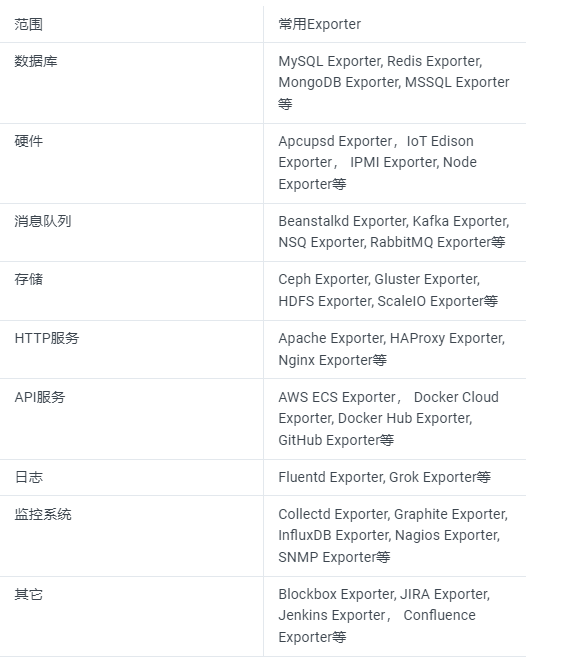 范围
常用Exporter
数据库
MySQL Exporter, Redis Exporter,
MongoDB Exporter, MSSQL Exporter
等
硬件
Apcupsd Exporter，IoT Edison
Exporter， IPMI Exporter, Node
Exporter等
消息队列
Beanstalkd Exporter, Kafka Exporter,
NSQ Exporter, RabbitMQ Exporter等
存储
Ceph Exporter, Gluster Exporter,
HDFS Exporter, ScaleIO Exporter等
HTTP服务
Apache Exporter, HAProxy Exporter,
Nginx Exporter等
API服务
AWS ECS Exporter， Docker Cloud
Exporter, Docker Hub Exporter,
GitHub Exporter等
日志
Fluentd Exporter, Grok Exporter等
监控系统
Collectd Exporter, Graphite Exporter,
InfluxDB Exporter, Nagios Exporter,
SNMP Exporter等
其它
Blockbox Exporter, JIRA Exporter,
Jenkins Exporter， Confluence
Exporter等